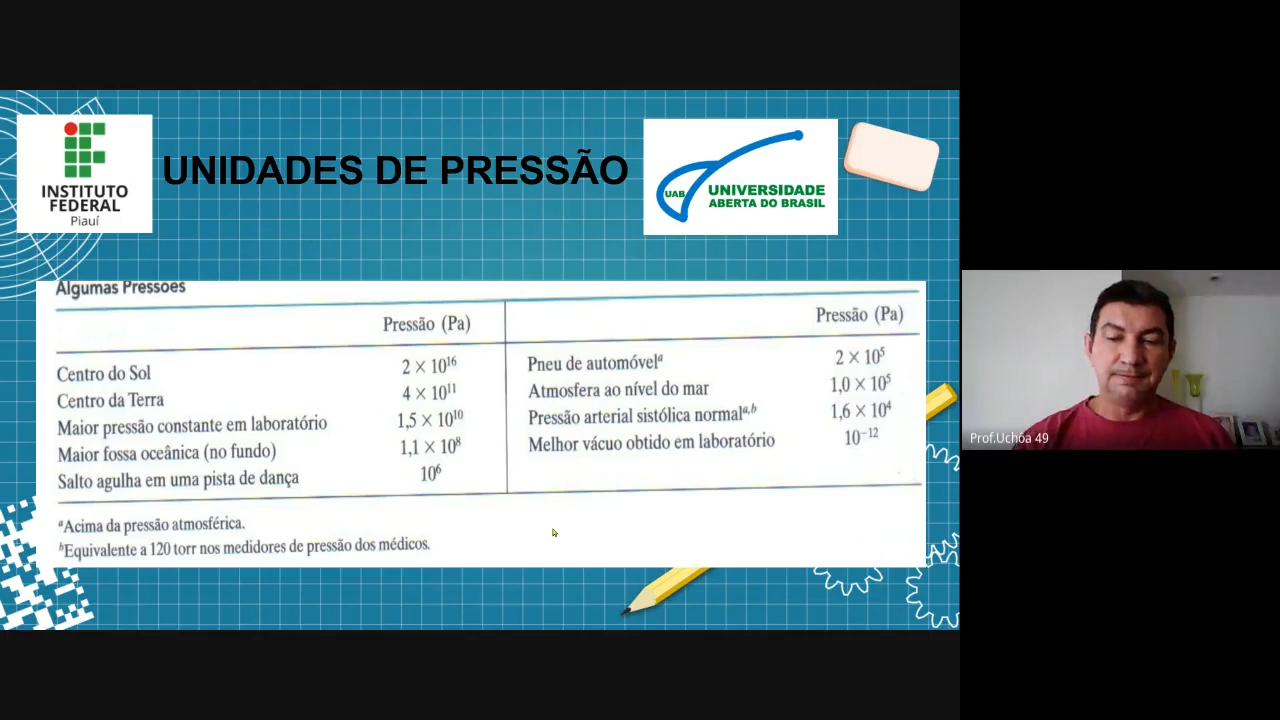 INSTITUTO
FEDERAL
Piauí
UNIDADES DE PRESSÃO
UAB
UNIVERSIDADE
ABERTA DO BRASIL
Algumas Pressões
Pressão (Pa)
Pressão (Pa)
Centro do Sol 2 × 10¹⁶
Centro da Terra 4 × 10¹¹
Maior pressão constante em laboratório 1,5 × 10¹⁰
Maior fossa oceânica (no fundo) 1,1 × 10⁸
Salto agulha em uma pista de dança 10⁶
Pneu de automóvelᵃ 2 × 10⁵
Atmosfera ao nível do mar 1,0 × 10⁵
Pressão arterial sistólica normalᵃ,ᵇ 1,6 × 10⁴
Melhor vácuo obtido em laboratório 10⁻¹²
ᵃAcima da pressão atmosférica.
ᵇEquivalente a 120 torr nos medidores de pressão dos médicos.
Prof.Uchôa 49